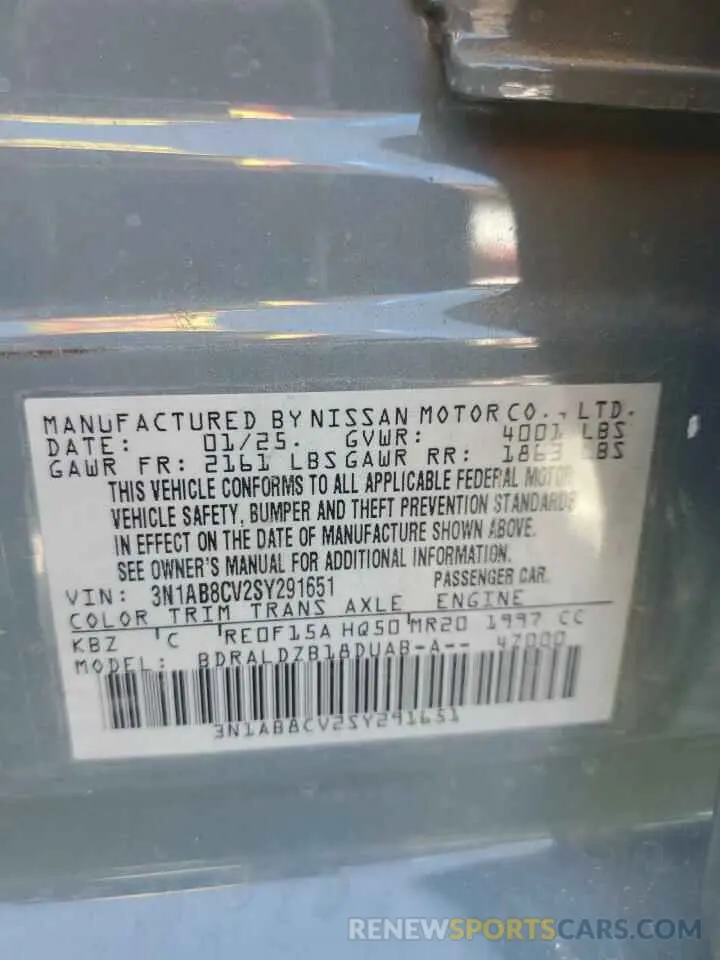 MANUFACTURED BY NISSAN MOTOR CO., LTD.
DATE: 01/25. GVWR: 4001 LBS
GAWR FR: 2161 LBS GAWR RR: 1863 LBS
THIS VEHICLE CONFORMS TO ALL APPLICABLE FEDERAL MOTOR
VEHICLE SAFETY, BUMPER AND THEFT PREVENTION STANDARDS
IN EFFECT ON THE DATE OF MANUFACTURE SHOWN ABOVE.
SEE OWNER'S MANUAL FOR ADDITIONAL INFORMATION.
VIN: 3N1AB8CV2SY291651 PASSENGER CAR.
COLOR TRIM TRANS AXLE ENGINE
KBZ 'C 'RE0F15A HQ50'MR20 1997 CC
MODEL: BDRALDZB18DUAB-A-- 47000
3N1AB8CV2SY291651
RENEWSPORTSCARS.COM